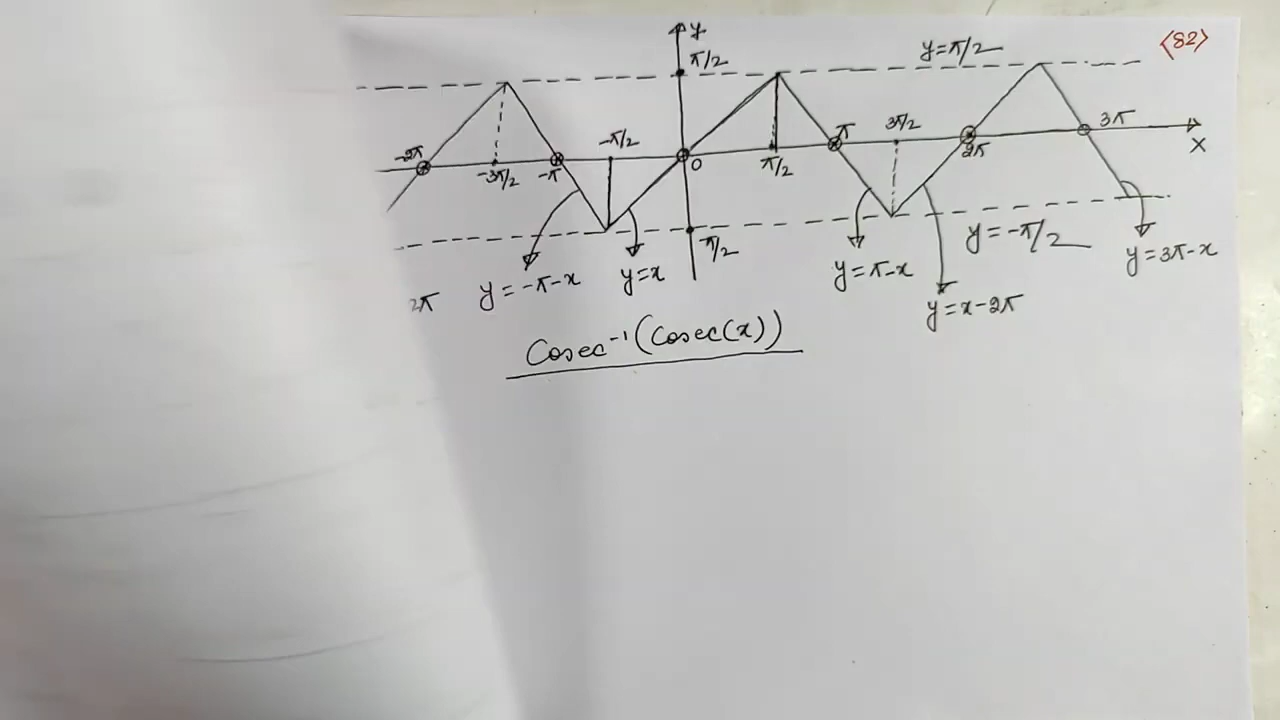 y
<82>
π/2
y=π/2
-2π
-3π/2
-π
-π/2
0
π/2
π
3π/2
2π
3π
X
π/2
y=-π/2
y=3π-x
2π
y=-π-x
y=x
y=π-x
y=x-2π
Cosec⁻¹(Cosec(x))